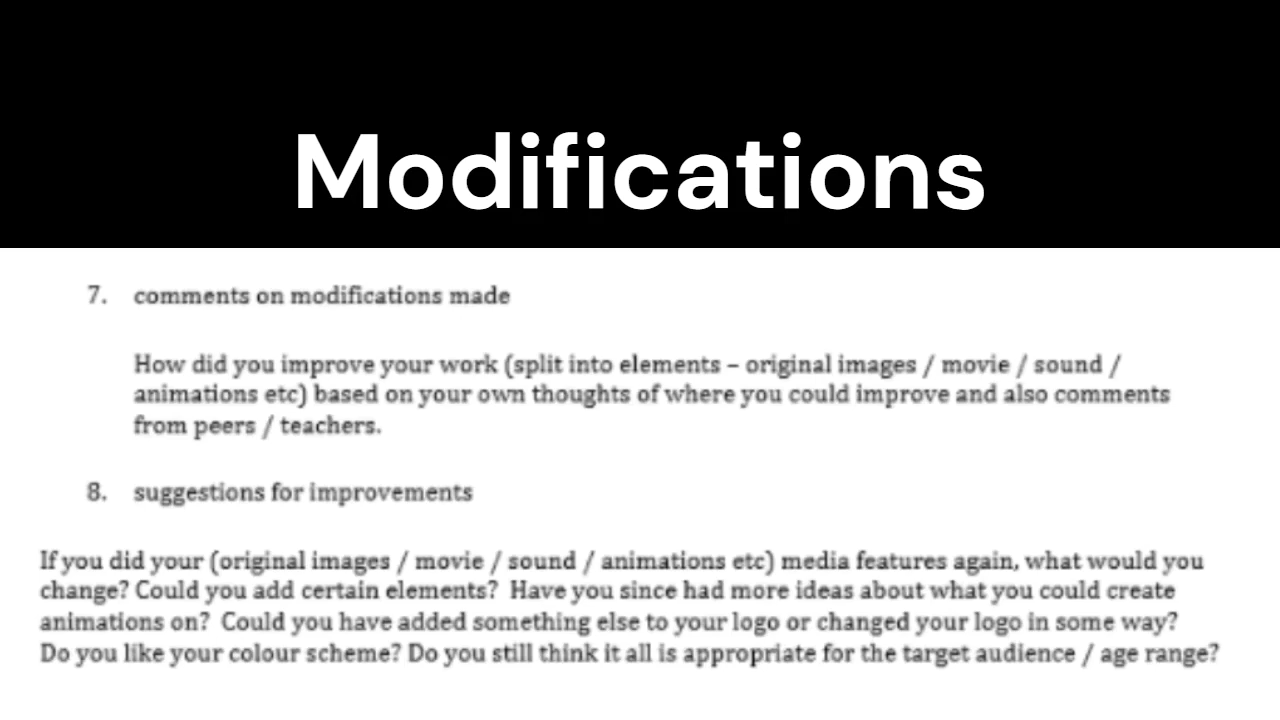 Modifications
7. comments on modifications made
How did you improve your work (split into elements – original images / movie / sound /
animations etc) based on your own thoughts of where you could improve and also comments
from peers / teachers.
8. suggestions for improvements
If you did your (original images / movie / sound / animations etc) media features again, what would you
change? Could you add certain elements?  Have you since had more ideas about what you could create
animations on?  Could you have added something else to your logo or changed your logo in some way?
Do you like your colour scheme? Do you still think it all is appropriate for the target audience / age range?